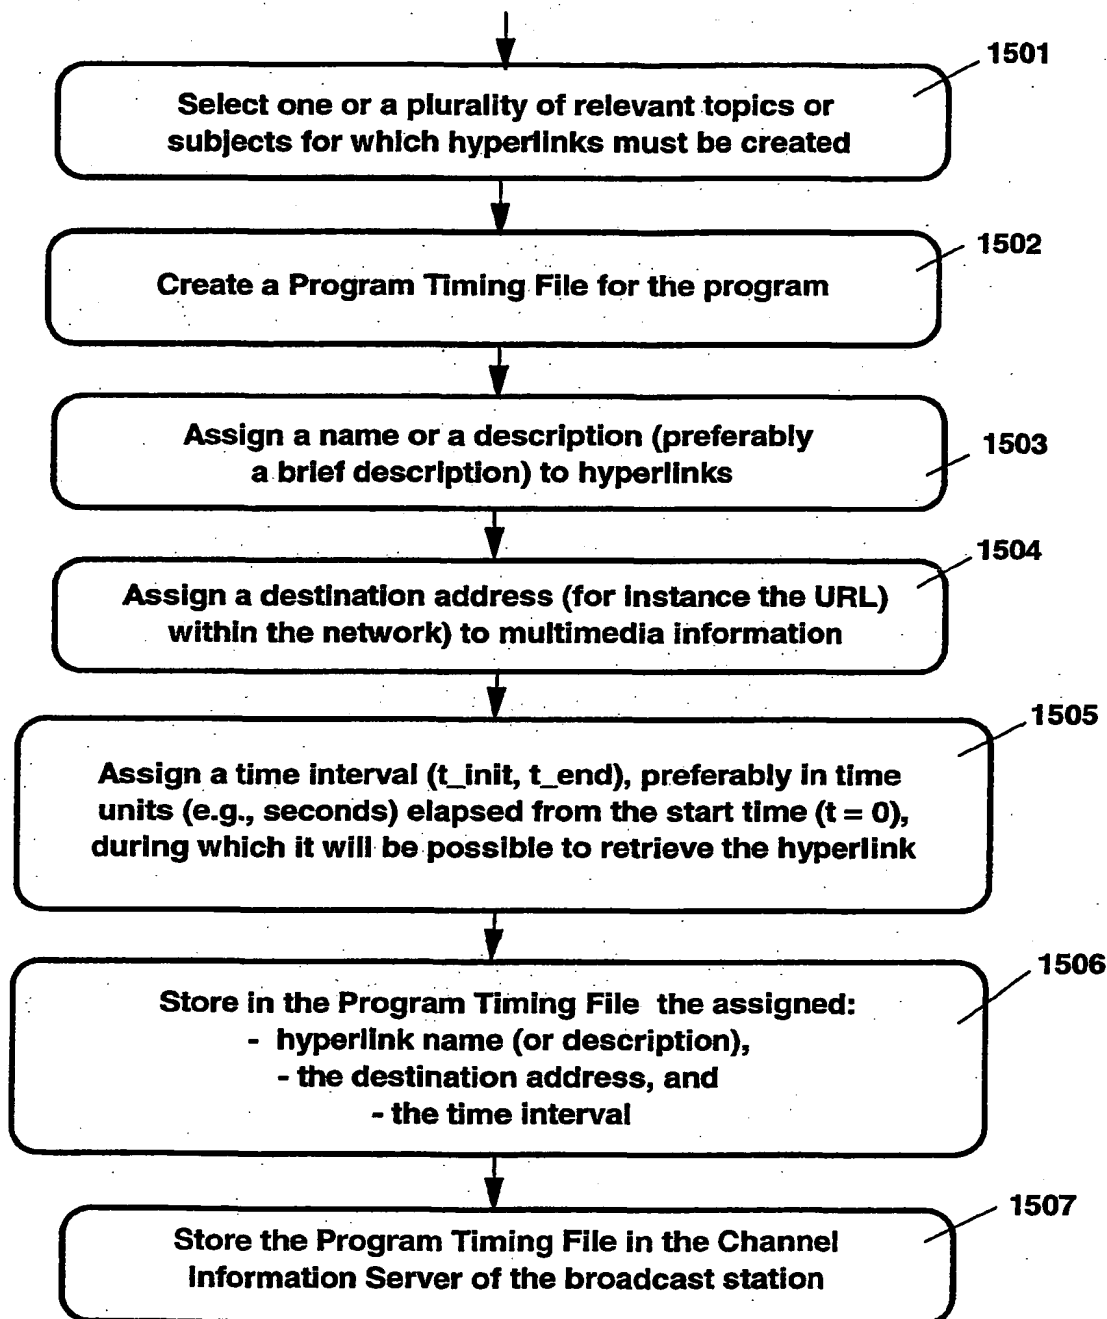 1501
Select one or a plurality of relevant topics or
subjects for which hyperlinks must be created
1502
Create a Program Timing File for the program
1503
Assign a name or a description (preferably
a brief description) to hyperlinks
1504
Assign a destination address (for instance the URL)
within the network) to multimedia information
1505
Assign a time interval (t_init, t_end), preferably in time
units (e.g., seconds) elapsed from the start time (t = 0),
during which it will be possible to retrieve the hyperlink
1506
Store in the Program Timing File the assigned:
- hyperlink name (or description),
- the destination address, and
- the time interval
1507
Store the Program Timing File in the Channel
Information Server of the broadcast station